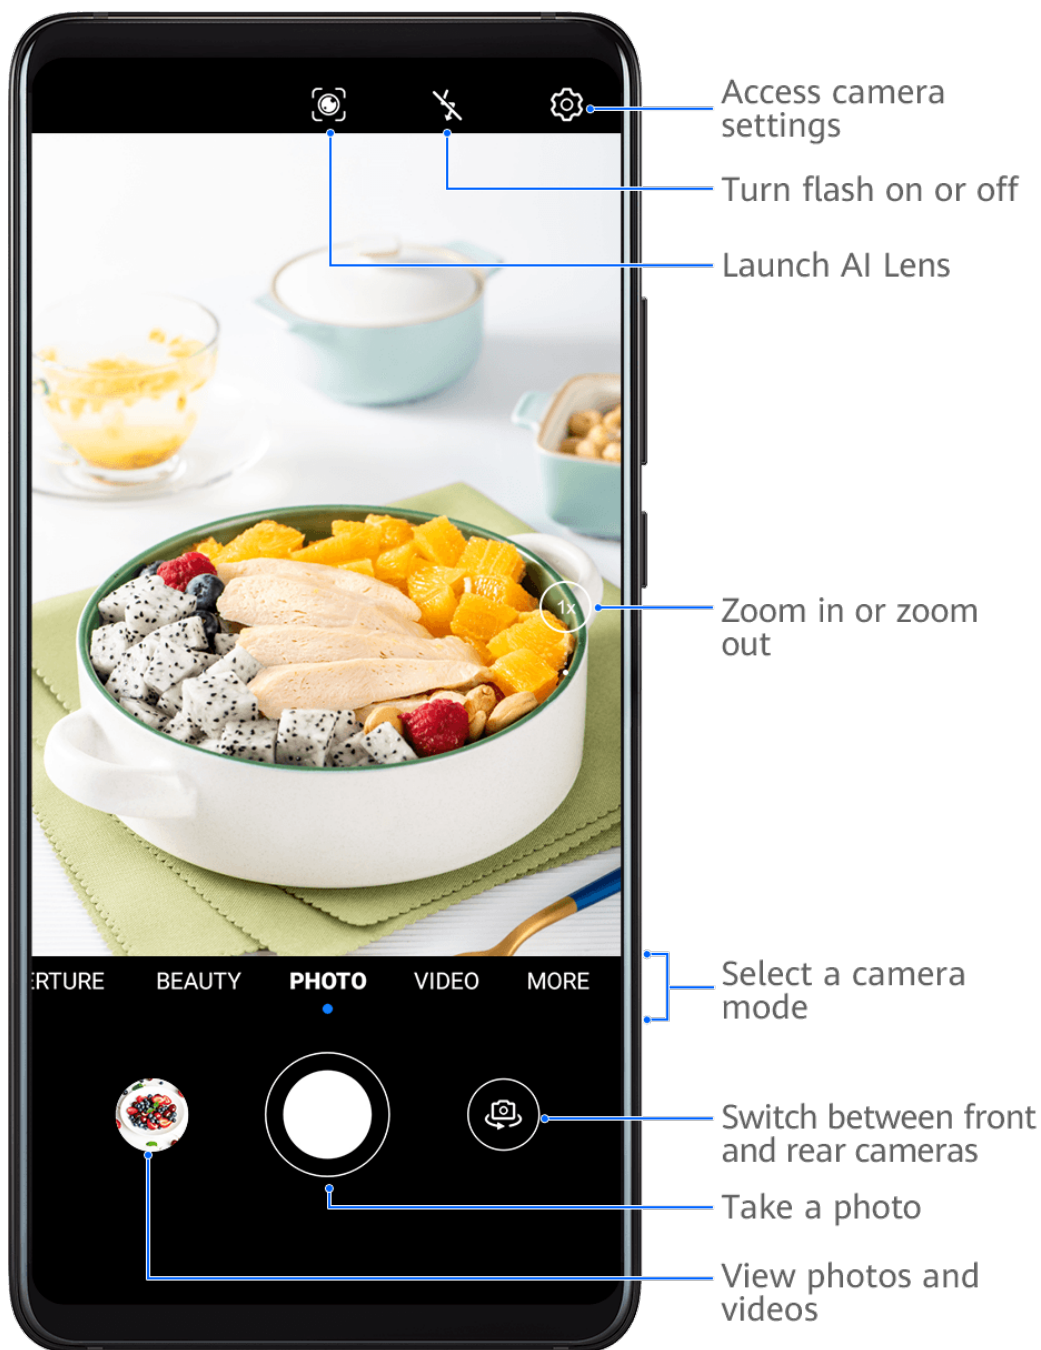 Access camera
settings
Turn flash on or off
Launch AI Lens
1x
Zoom in or zoom
out
ERTURE BEAUTY PHOTO VIDEO MORE
Select a camera
mode
Switch between front
and rear cameras
Take a photo
View photos and
videos